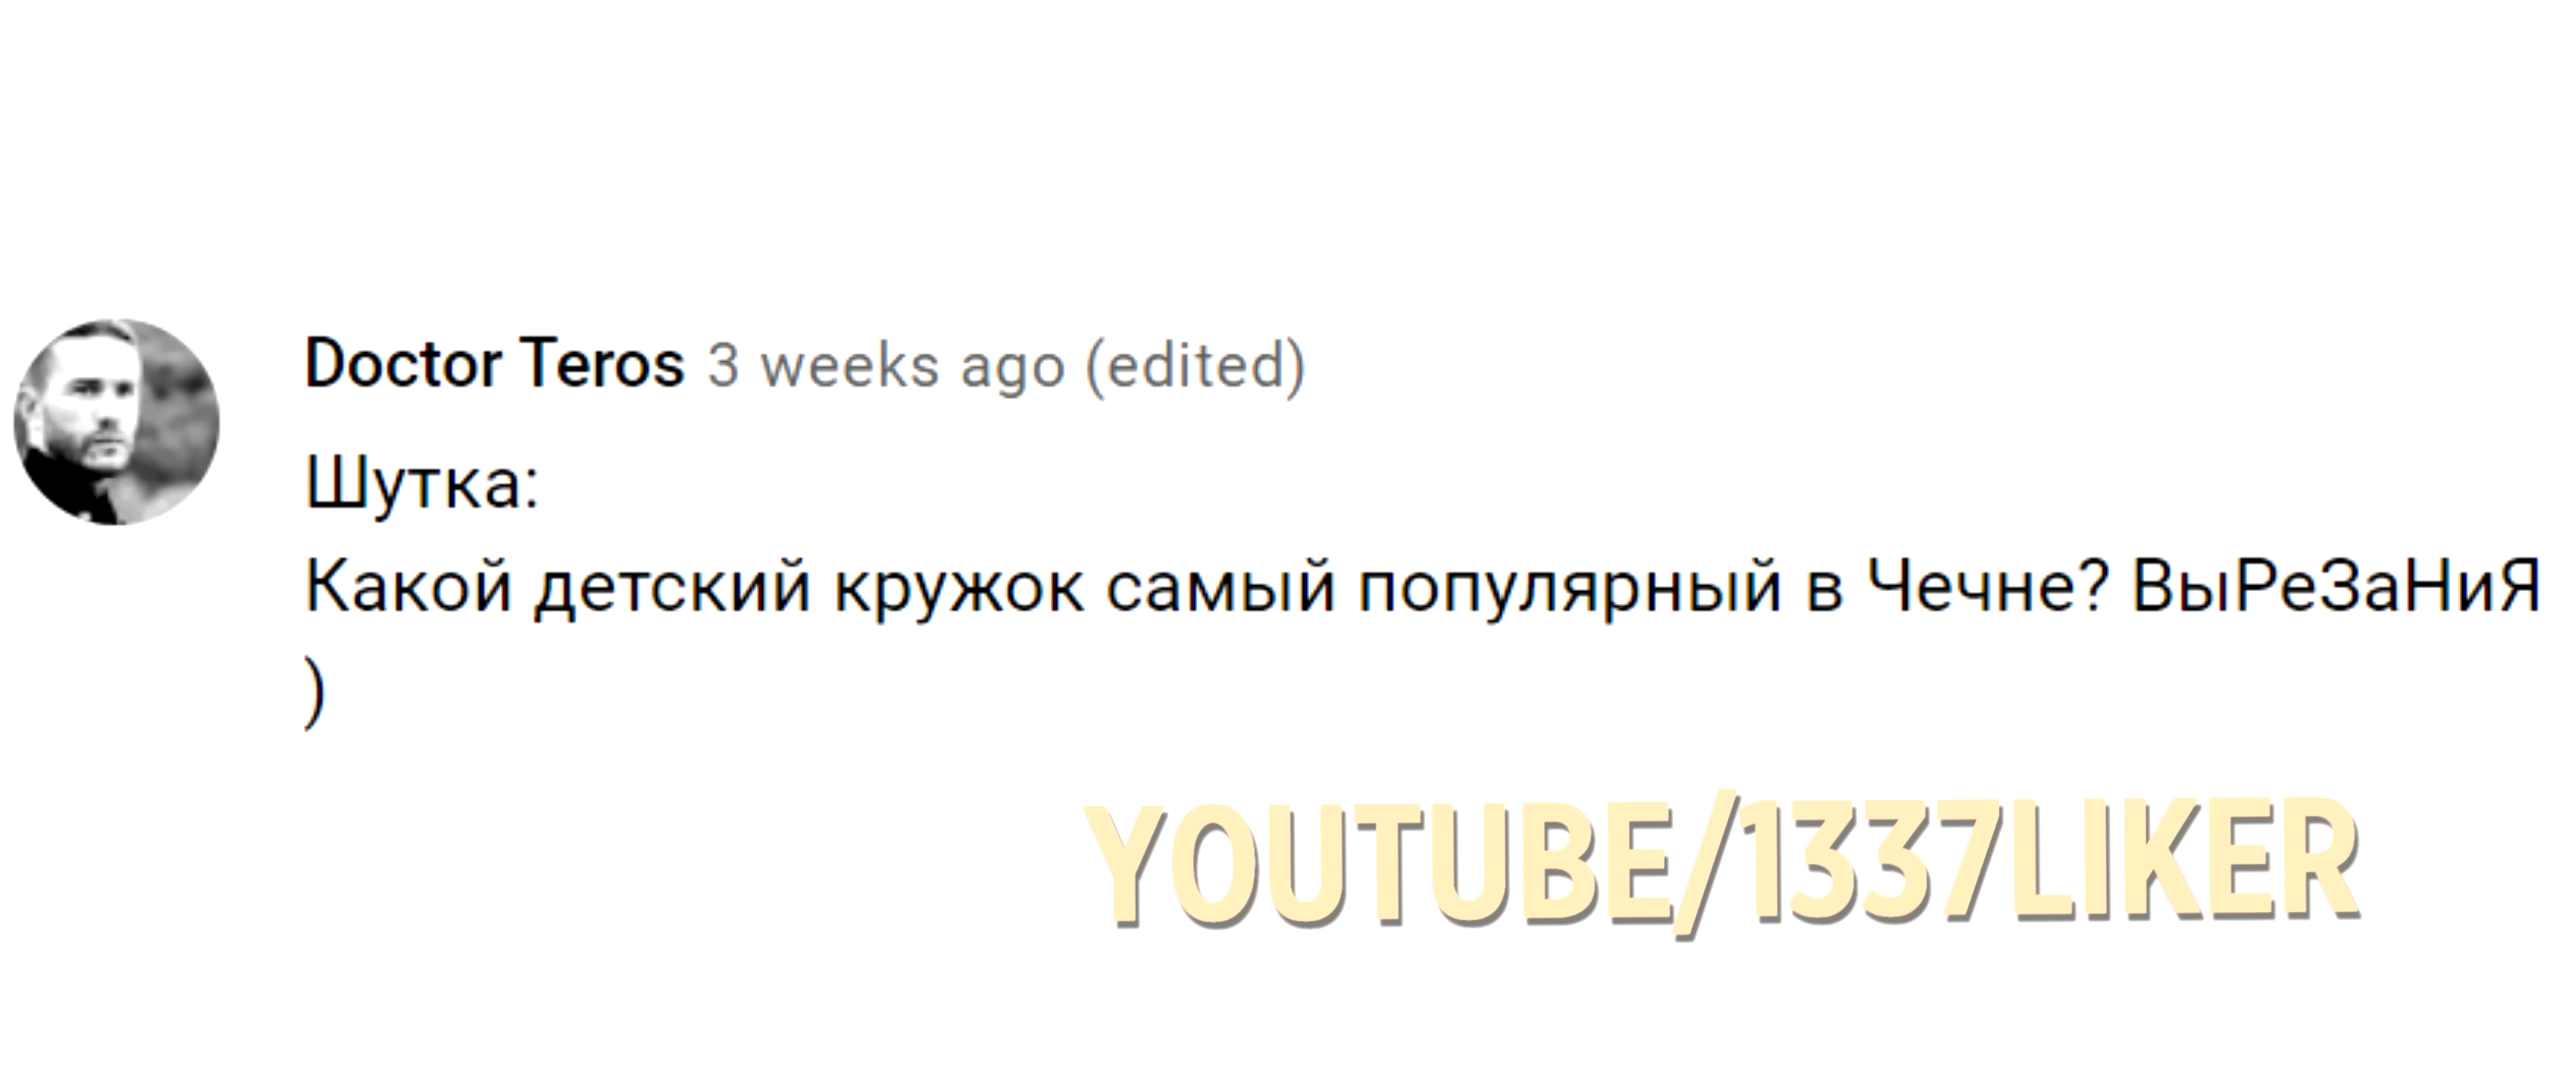 Doctor Teros 3 weeks ago (edited)
Шутка:
Какой детский кружок самый популярный в Чечне? ВыРеЗаНиЯ
)
YOUTUBE/1337LIKER